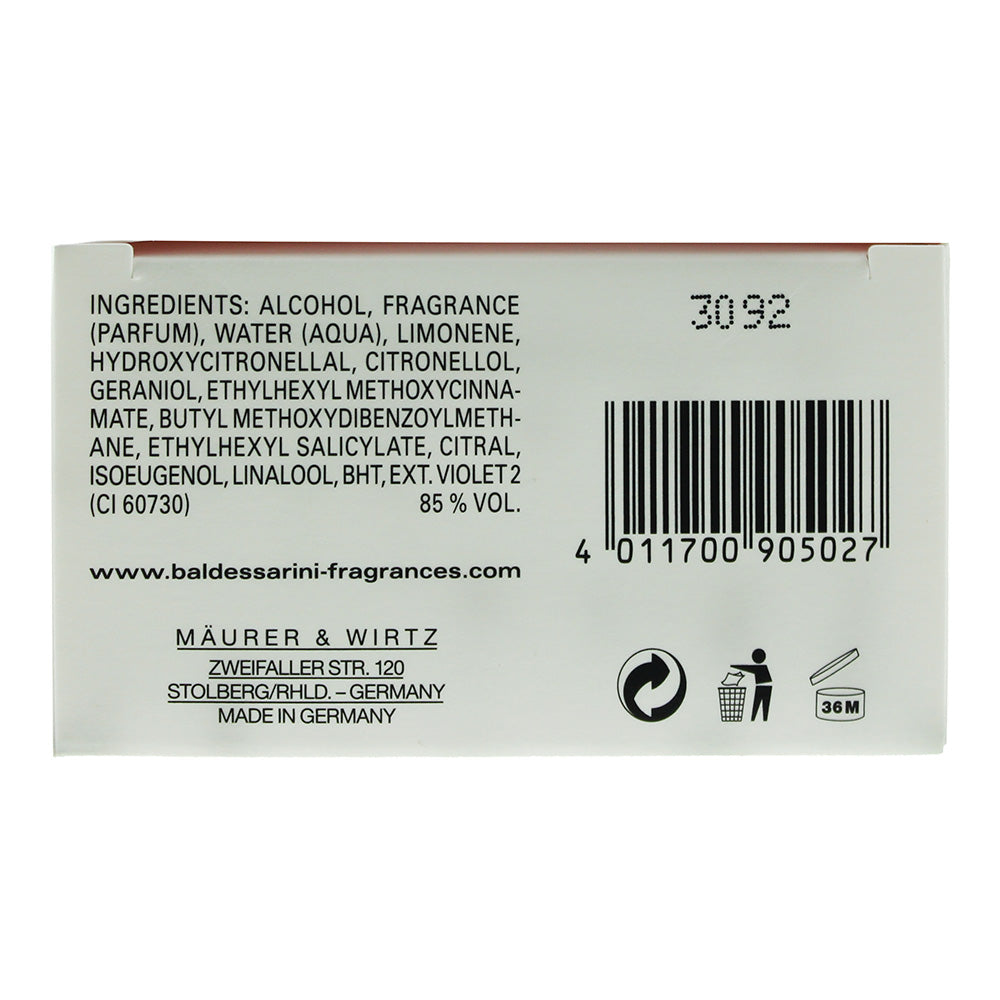 INGREDIENTS: ALCOHOL, FRAGRANCE
(PARFUM), WATER (AQUA), LIMONENE,
HYDROXYCITRONELLAL, CITRONELLOL,
GERANIOL, ETHYLHEXYL METHOXYCINNA-
MATE, BUTYL METHOXYDIBENZOYLMETH-
ANE, ETHYLHEXYL SALICYLATE, CITRAL,
ISOEUGENOL, LINALOOL, BHT, EXT. VIOLET 2
(CI 60730) 85 % VOL.
www.baldessarini-fragrances.com
MÄURER & WIRTZ
ZWEIFALLER STR. 120
STOLBERG/RHLD. – GERMANY
MADE IN GERMANY
3092
4 011700 905027
36M